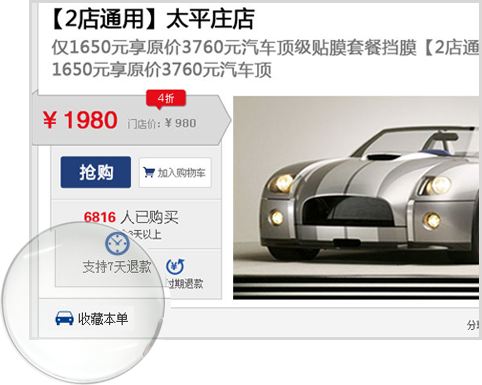 【2店通用】太平庄店
仅1650元享原价3760元汽车顶级贴膜套餐挡膜【2店通
1650元享原价3760元汽车顶
4折
¥1980 门店价: ¥980
抢购 加入购物车
6816 人已购买
3天以上
支持7天退款
过期退款
收藏本单